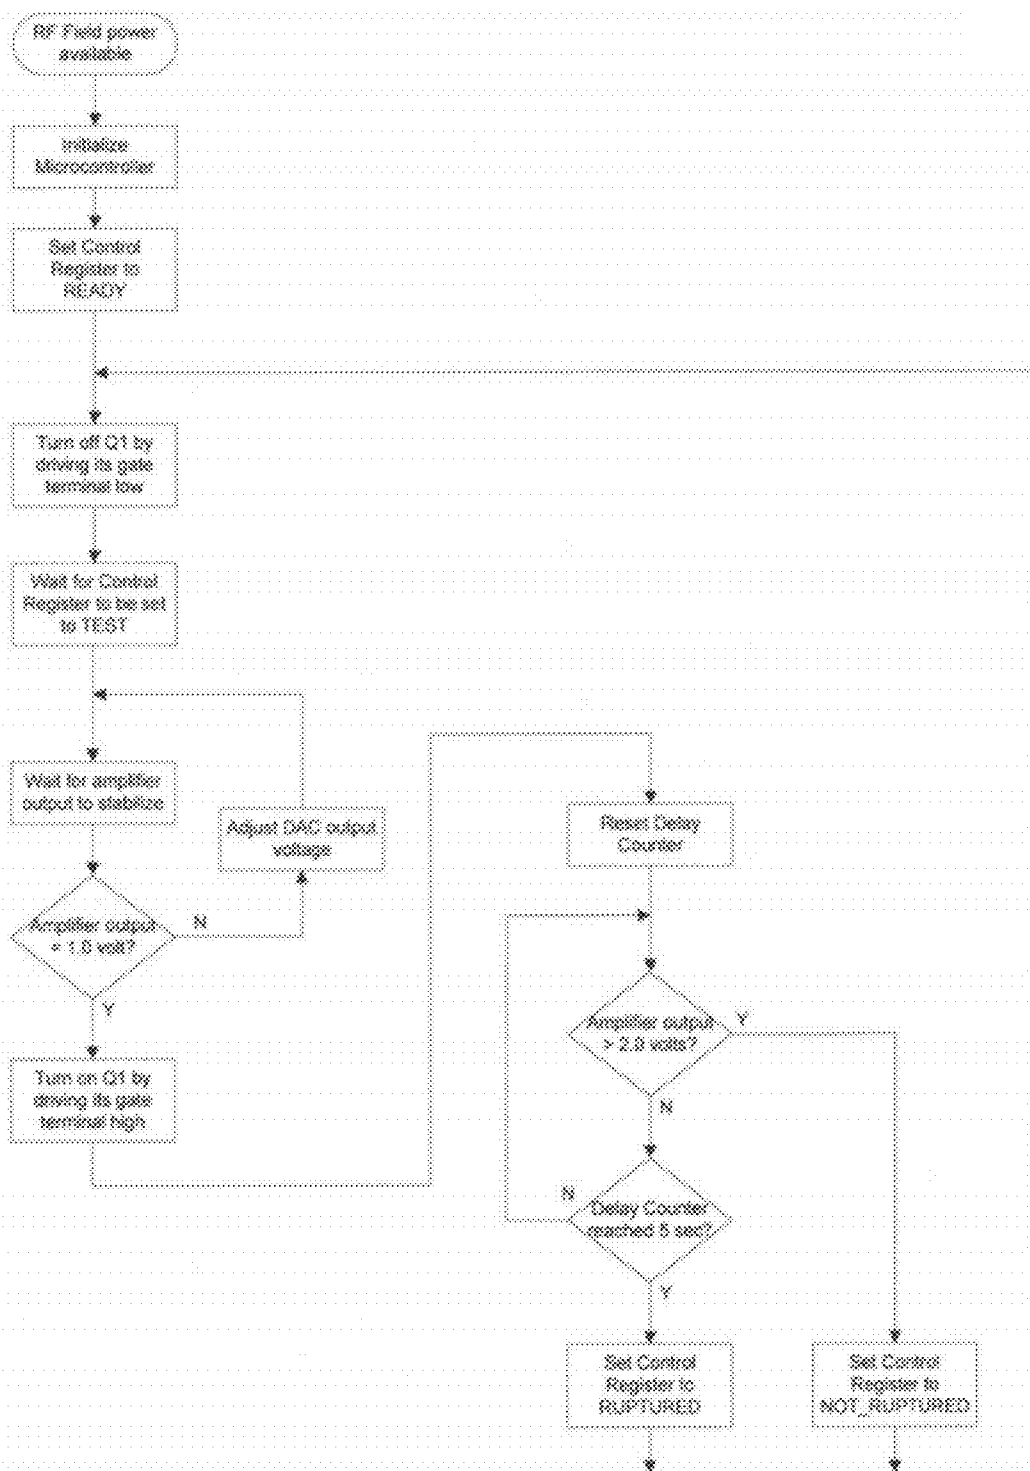 RF Field power
available
Initialize
Microcontroller
Set Control
Register to
READY
Turn off Q1 by
driving its gate
terminal low
Wait for Control
Register to be set
to TEST
Wait for amplifier
output to stabilize
Adjust DAC output
voltage
Amplifier output
= 1.0 volt?
N
Y
Turn on Q1 by
driving its gate
terminal high
Reset Delay
Counter
Amplifier output
> 2.0 volts?
Y
N
Delay Counter
reached 5 sec?
N
Y
Set Control
Register to
RUPTURED
Set Control
Register to
NOT_RUPTURED